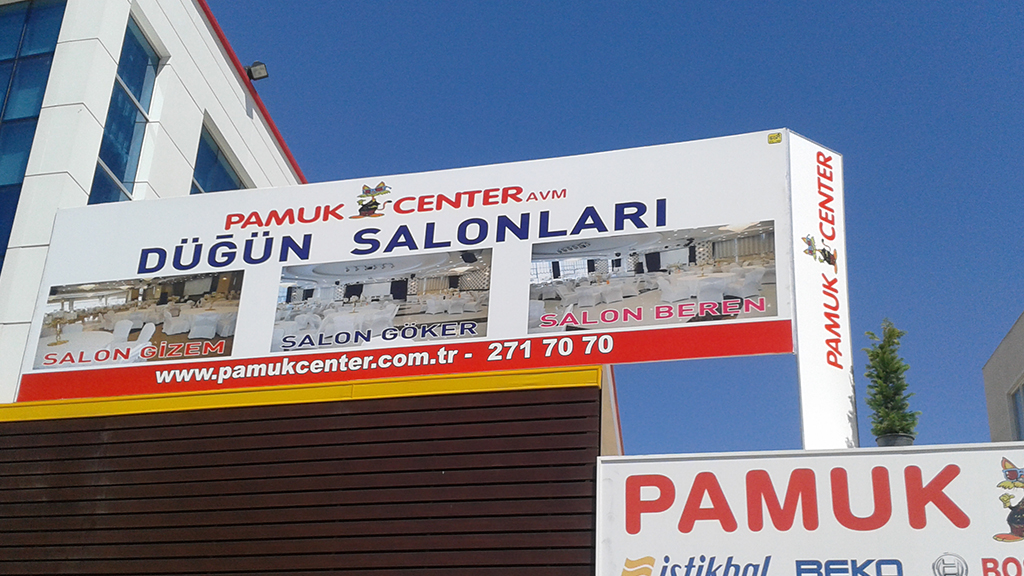 PAMUK CENTER AVM
DÜĞÜN SALONLARI
SALON GİZEM
SALON GÖKER
SALON BEREN
www.pamukcenter.com.tr - 271 70 70
PAMUK CENTER
PAMUK
istikbal BEKO BO